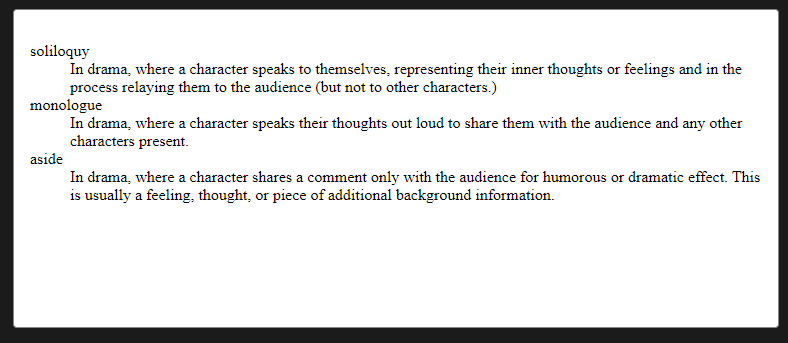 soliloquy
In drama, where a character speaks to themselves, representing their inner thoughts or feelings and in the
process relaying them to the audience (but not to other characters.)
monologue
In drama, where a character speaks their thoughts out loud to share them with the audience and any other
characters present.
aside
In drama, where a character shares a comment only with the audience for humorous or dramatic effect. This
is usually a feeling, thought, or piece of additional background information.